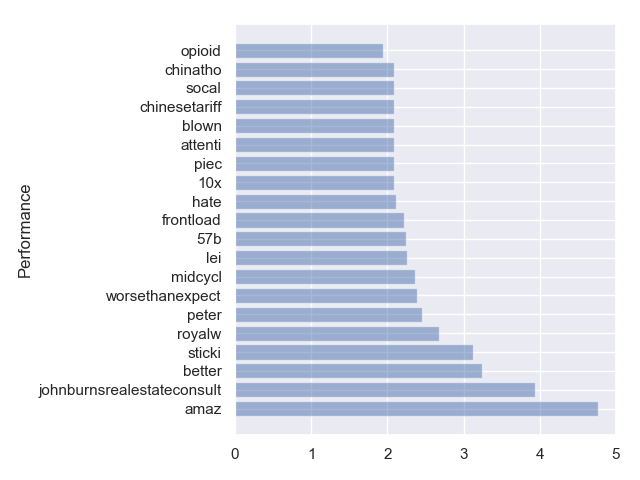 Performance
opioid
chinatho
socal
chinesetariff
blown
attenti
piec
10x
hate
frontload
57b
lei
midcycl
worsethanexpect
peter
royalw
sticki
better
johnburnsrealestateconsult
amaz
0 1 2 3 4 5